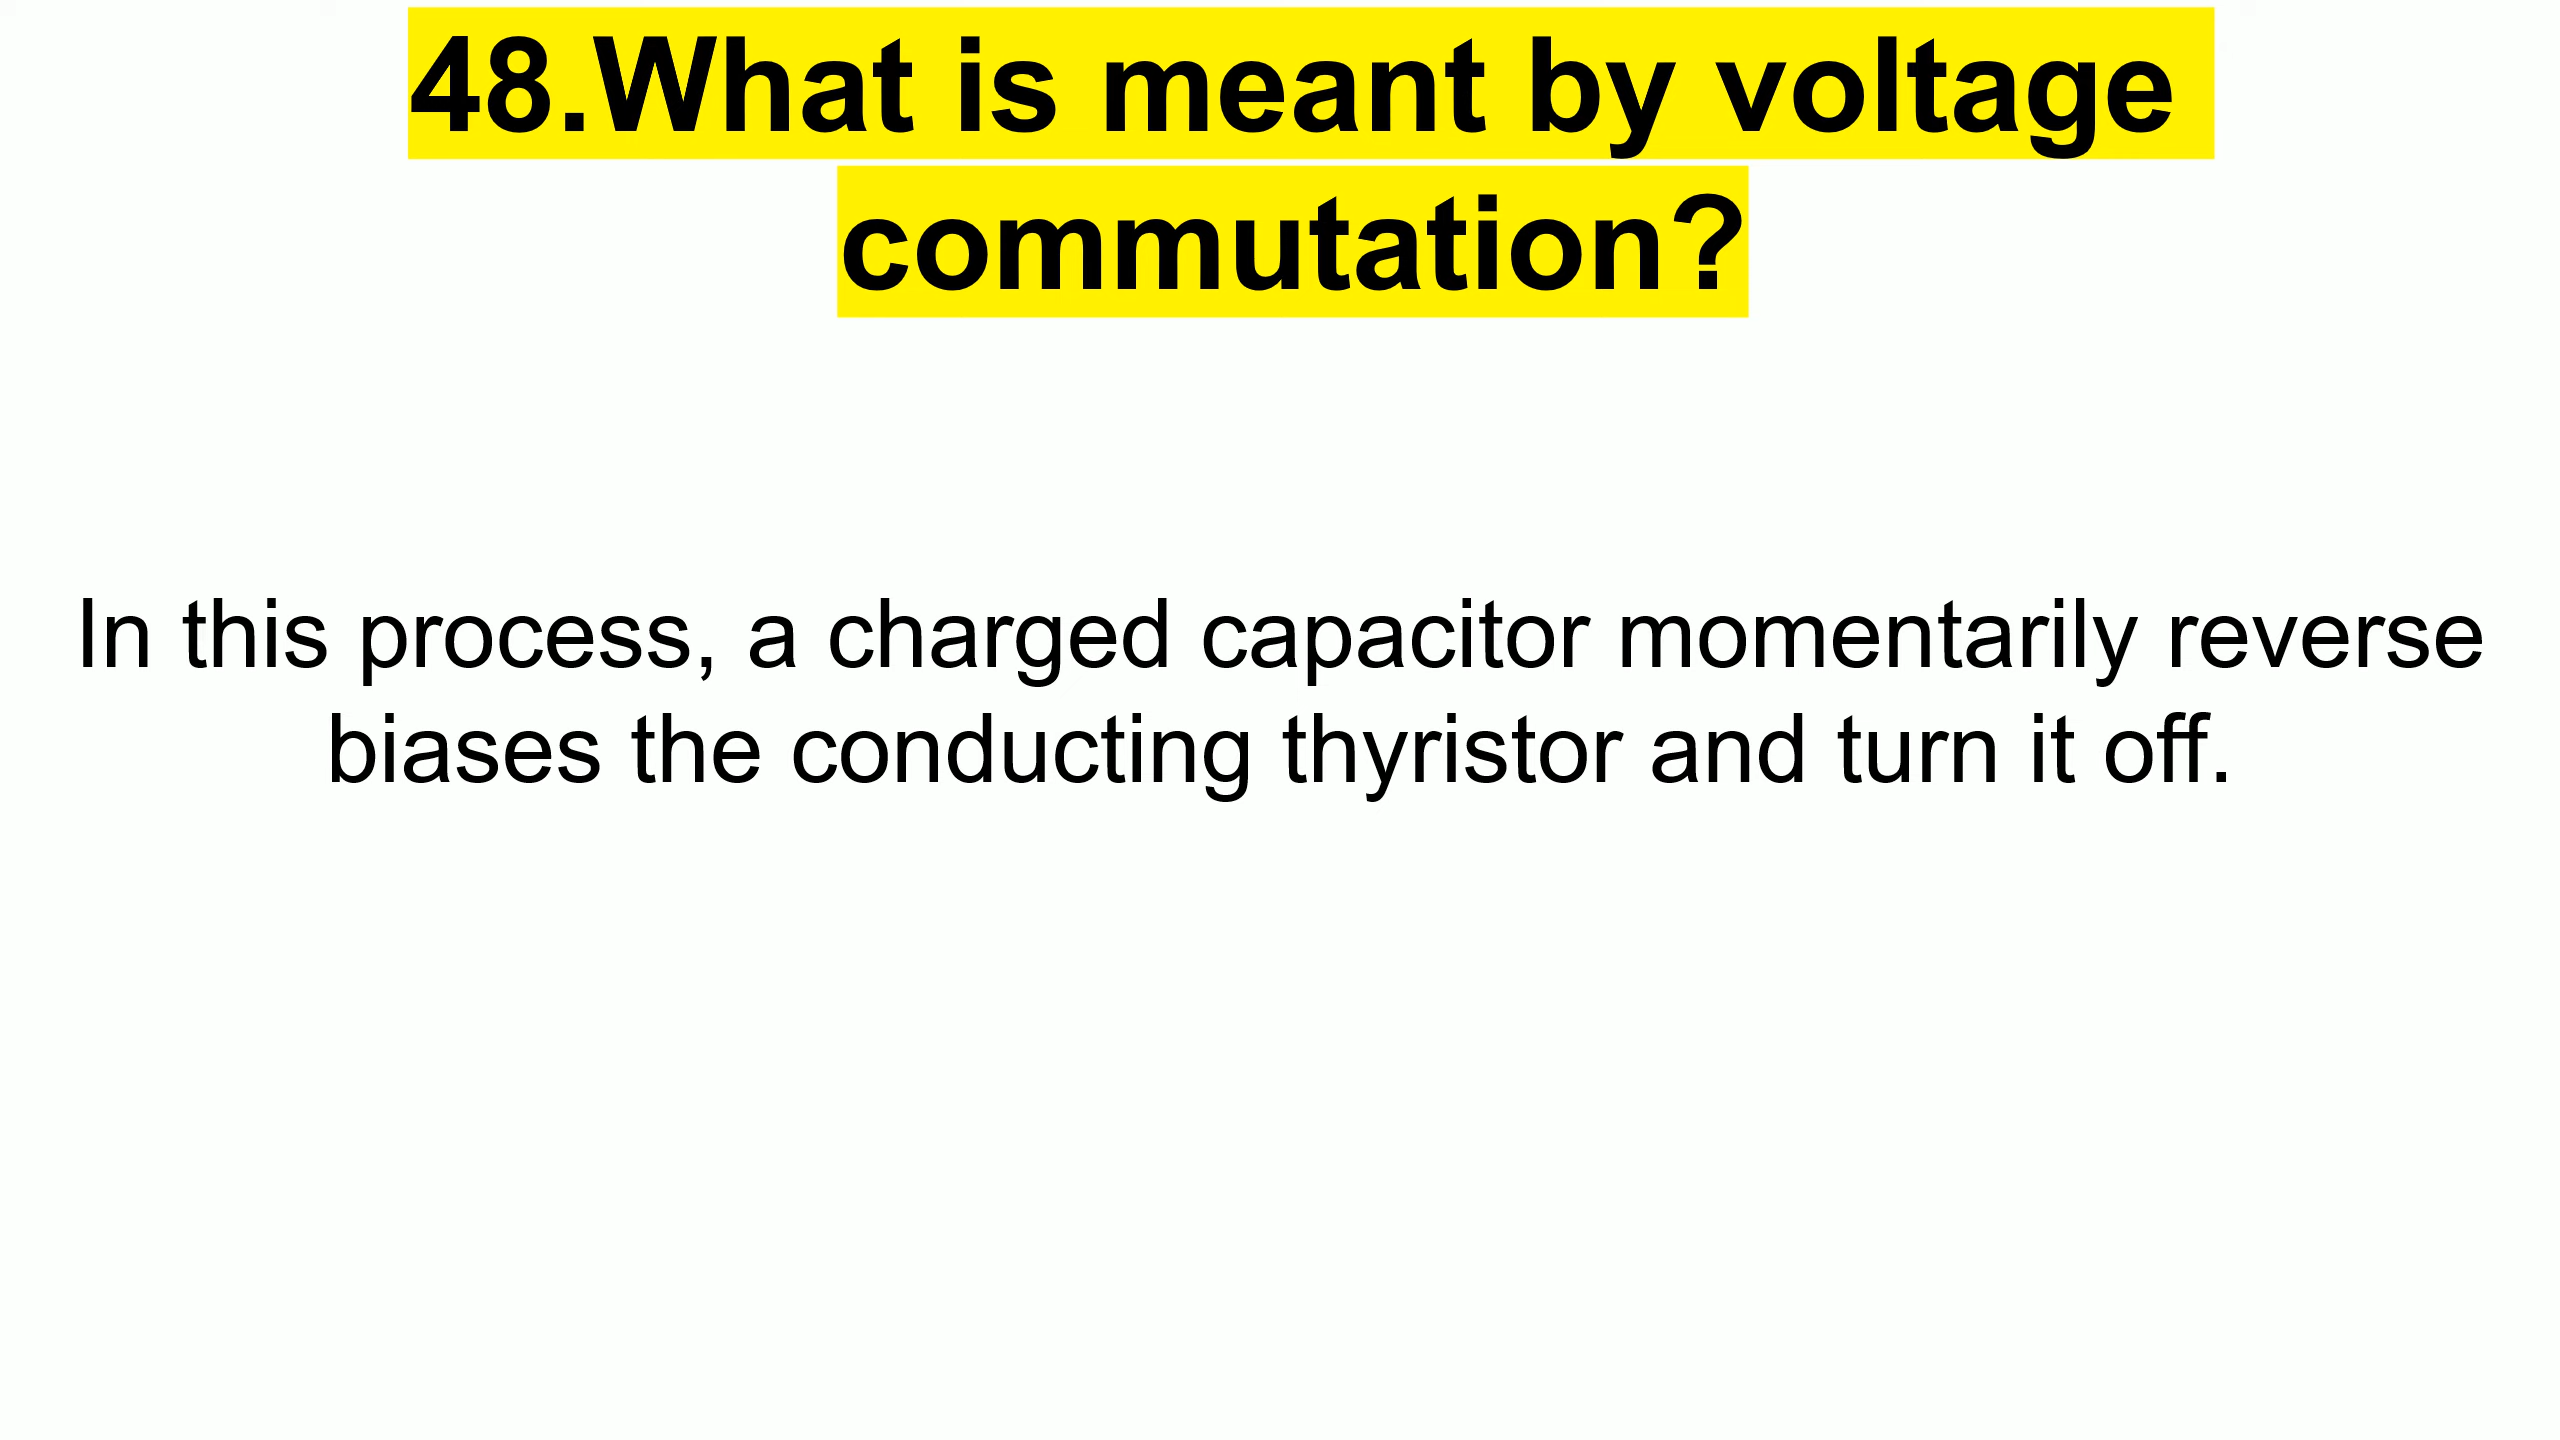 48.What is meant by voltage
commutation?
In this process, a charged capacitor momentarily reverse
biases the conducting thyristor and turn it off.